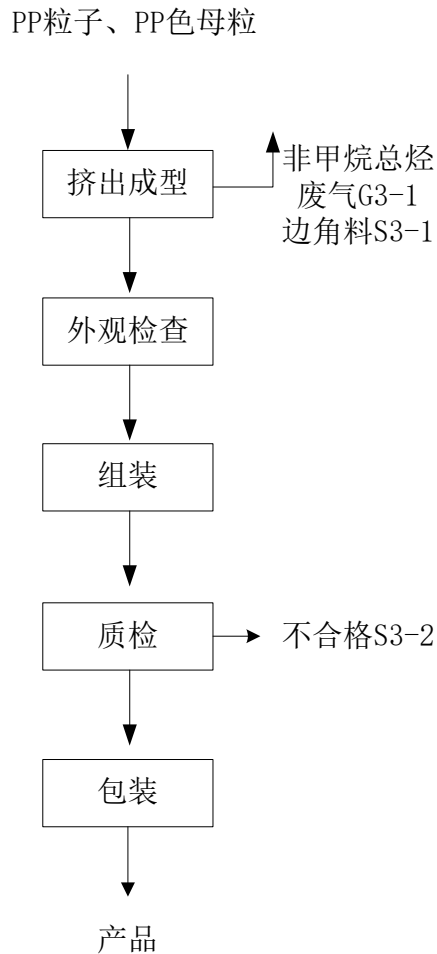 PP粒子、PP色母粒
挤出成型
非甲烷总烃
废气G3-1
边角料S3-1
外观检查
组装
质检
不合格S3-2
包装
产品